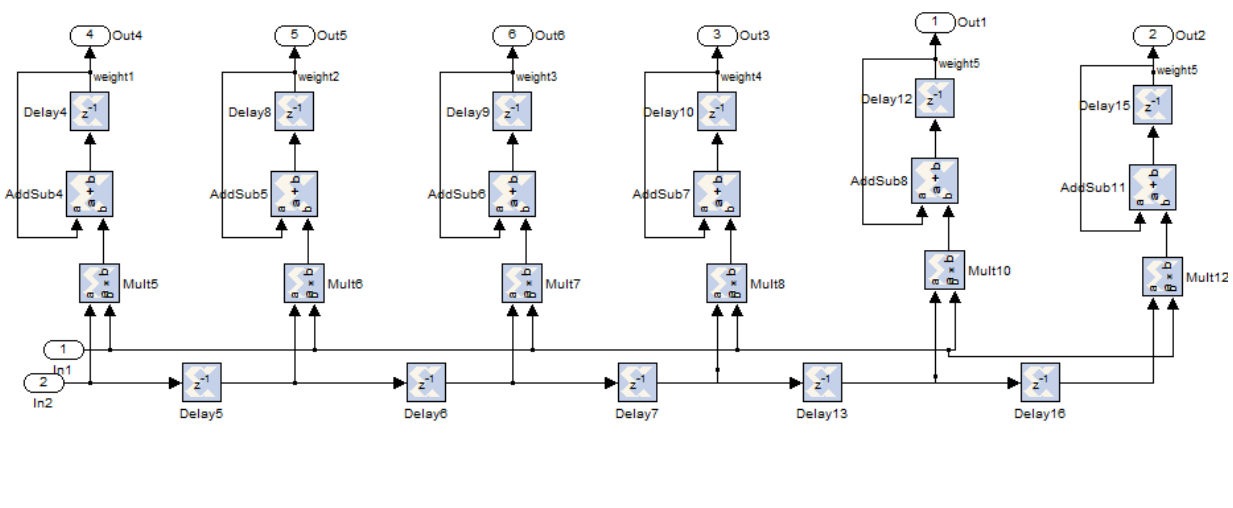 4 Out4 5 Out5 6 Out6 3 Out3 1 Out1 2 Out2
weight1 weight2 weight3 weight4 weight5 weight5
Delay4 z⁻¹ Delay8 z⁻¹ Delay9 z⁻¹ Delay10 z⁻¹ Delay12 z⁻¹ Delay15 z⁻¹
AddSub4 a a + b b AddSub5 a a + b b AddSub6 a a + b b AddSub7 a a + b b AddSub8 a a + b b AddSub11 a a + b b
a a × b b Mult5 a a × b b Mult6 a a × b b Mult7 a a × b b Mult8 a a × b b Mult10 a a × b b Mult12
1
In1
2 z⁻¹ z⁻¹ z⁻¹ z⁻¹ z⁻¹
In2
Delay5 Delay6 Delay7 Delay13 Delay16